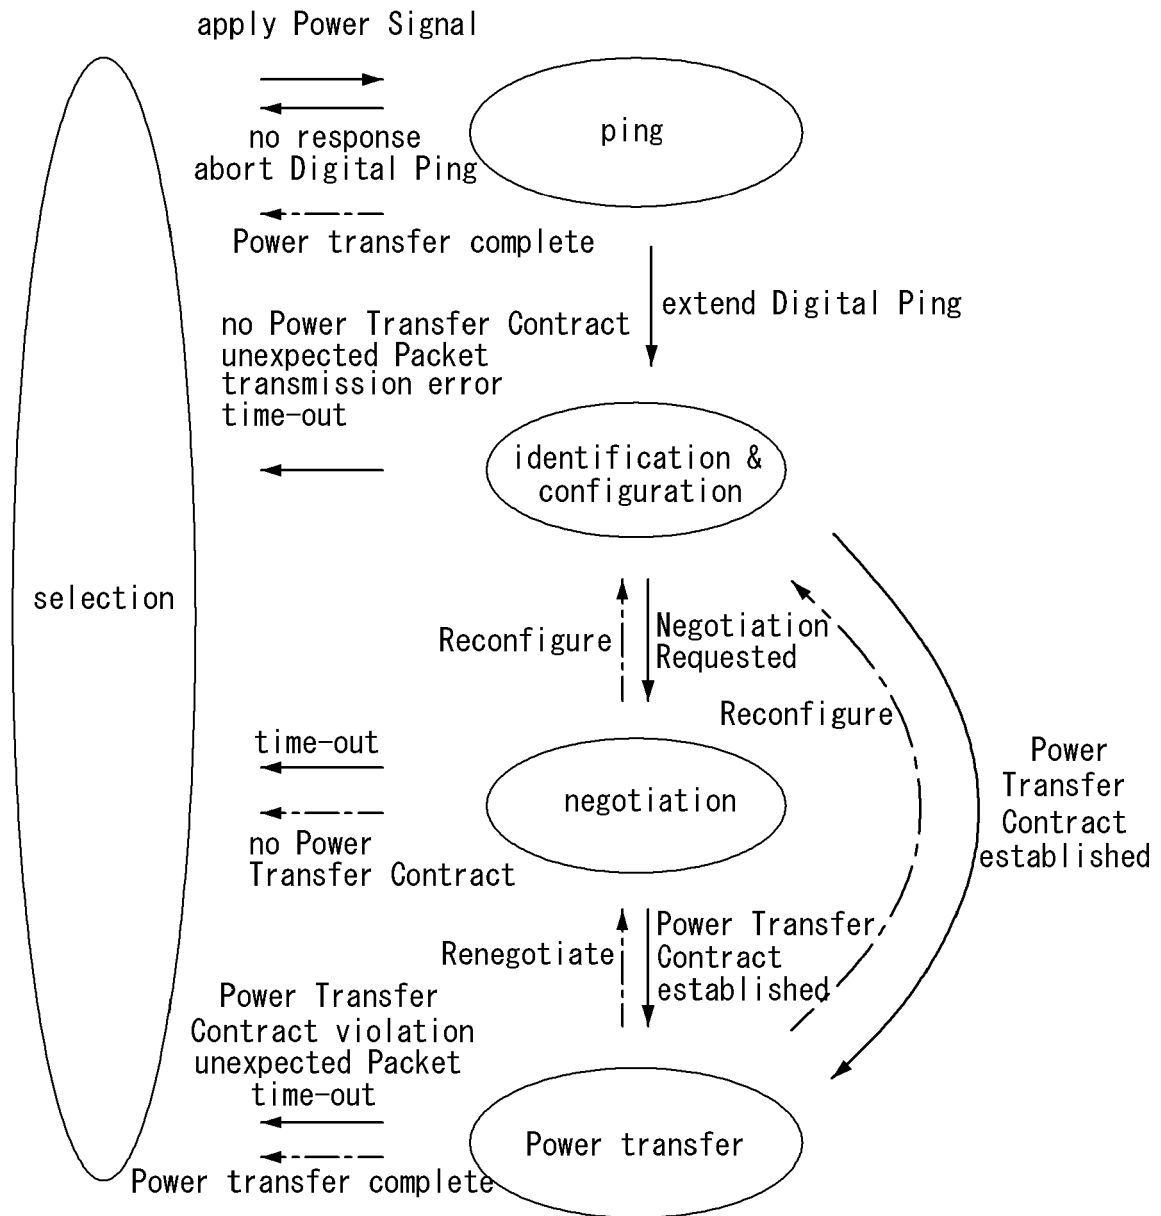 apply Power Signal
ping
no response
abort Digital Ping
Power transfer complete
extend Digital Ping
no Power Transfer Contract
unexpected Packet
transmission error
time-out
identification &
configuration
selection
Reconfigure
Negotiation
Requested
Reconfigure
Power
Transfer
Contract
established
time-out
negotiation
no Power
Transfer Contract
Renegotiate
Power Transfer
Contract
established
Power Transfer
Contract violation
unexpected Packet
time-out
Power transfer
Power transfer complete